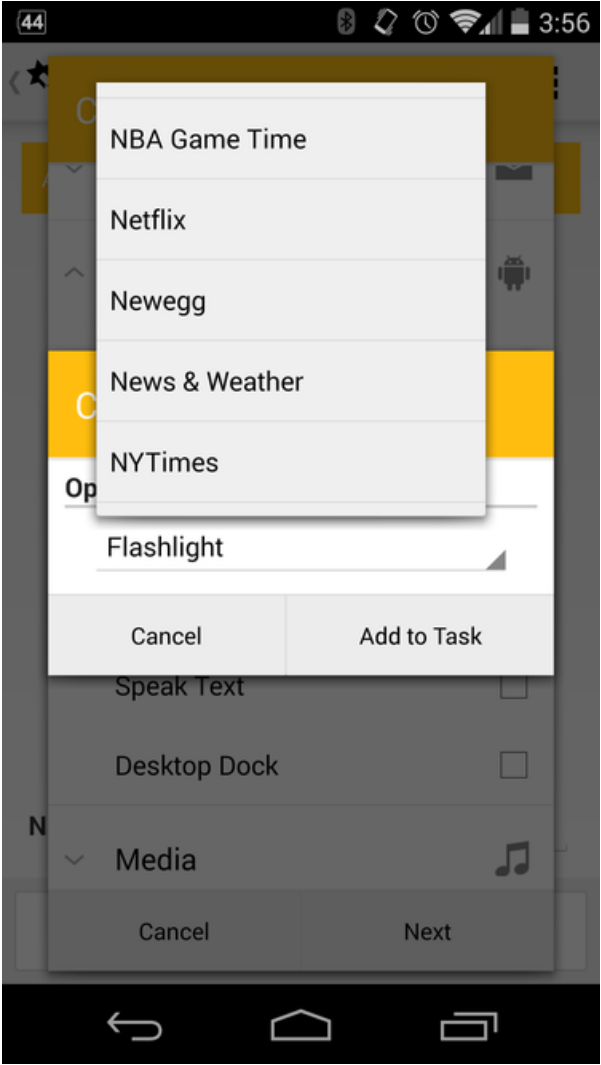 44
3:56
C
NBA Game Time
Netflix
Newegg
News & Weather
C
NYTimes
Op
Flashlight
Cancel
Add to Task
Speak Text
Desktop Dock
N
Media
Cancel
Next